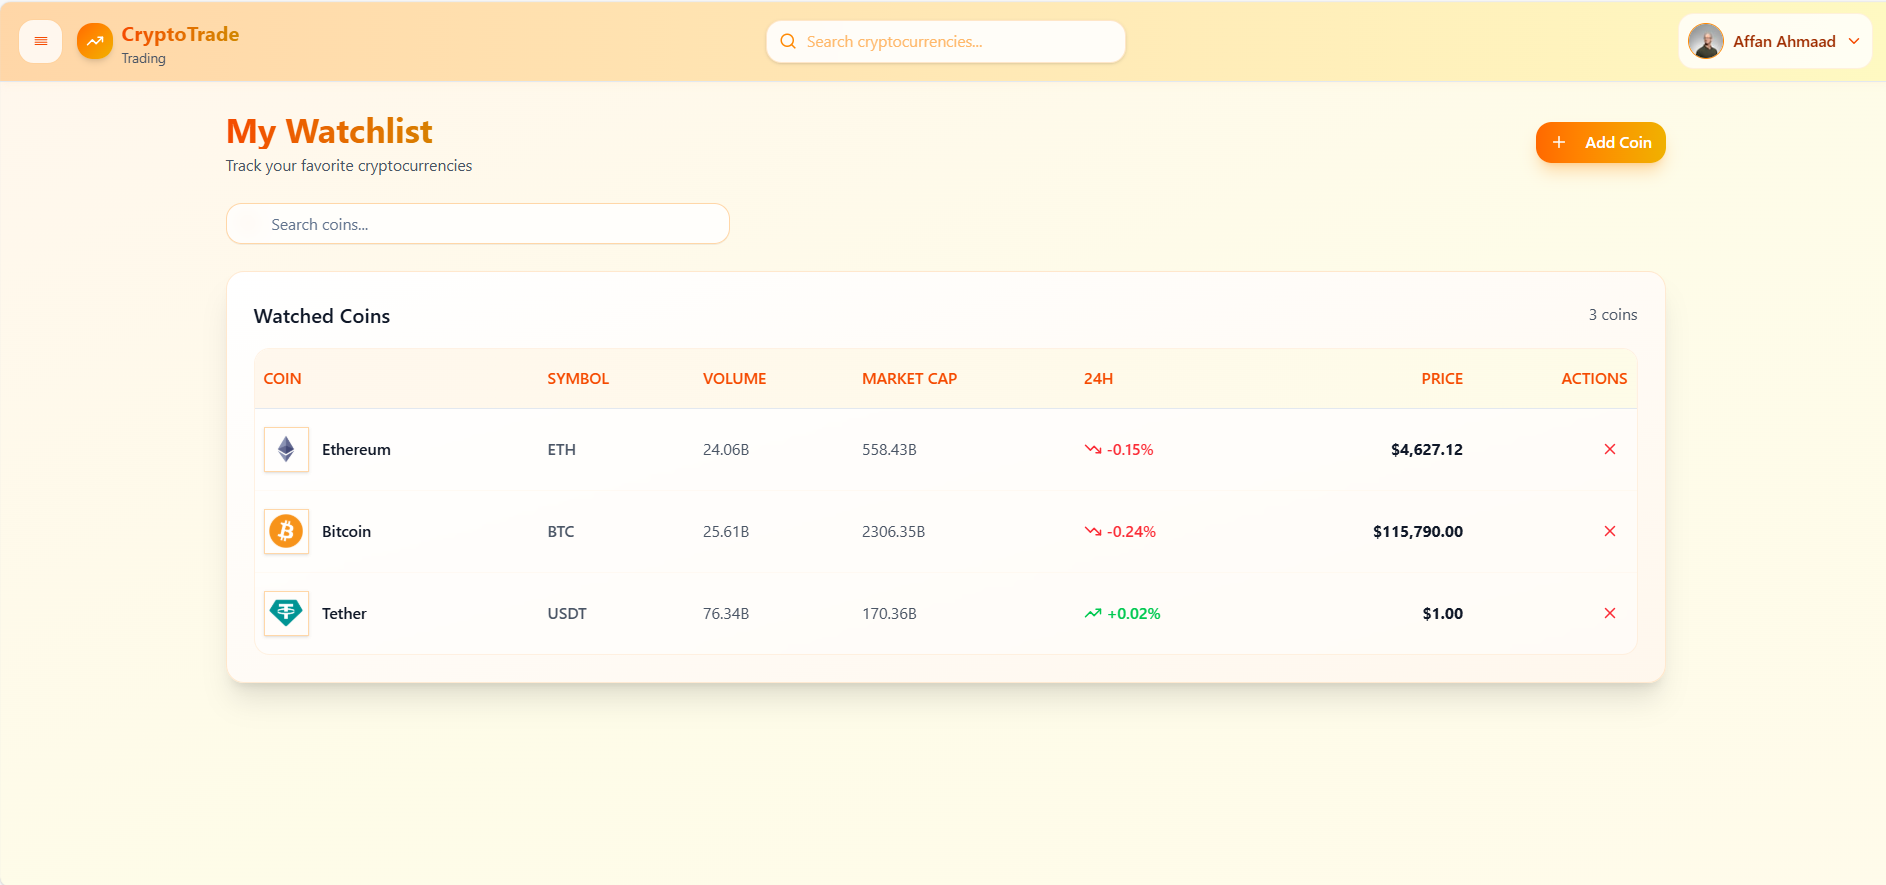 CryptoTrade
Trading
Search cryptocurrencies...
Affan Ahmaad
My Watchlist
Track your favorite cryptocurrencies
Add Coin
Search coins...
Watched Coins
3 coins
COIN SYMBOL VOLUME MARKET CAP 24H PRICE ACTIONS
Ethereum ETH 24.06B 558.43B -0.15% $4,627.12
Bitcoin BTC 25.61B 2306.35B -0.24% $115,790.00
Tether USDT 76.34B 170.36B +0.02% $1.00